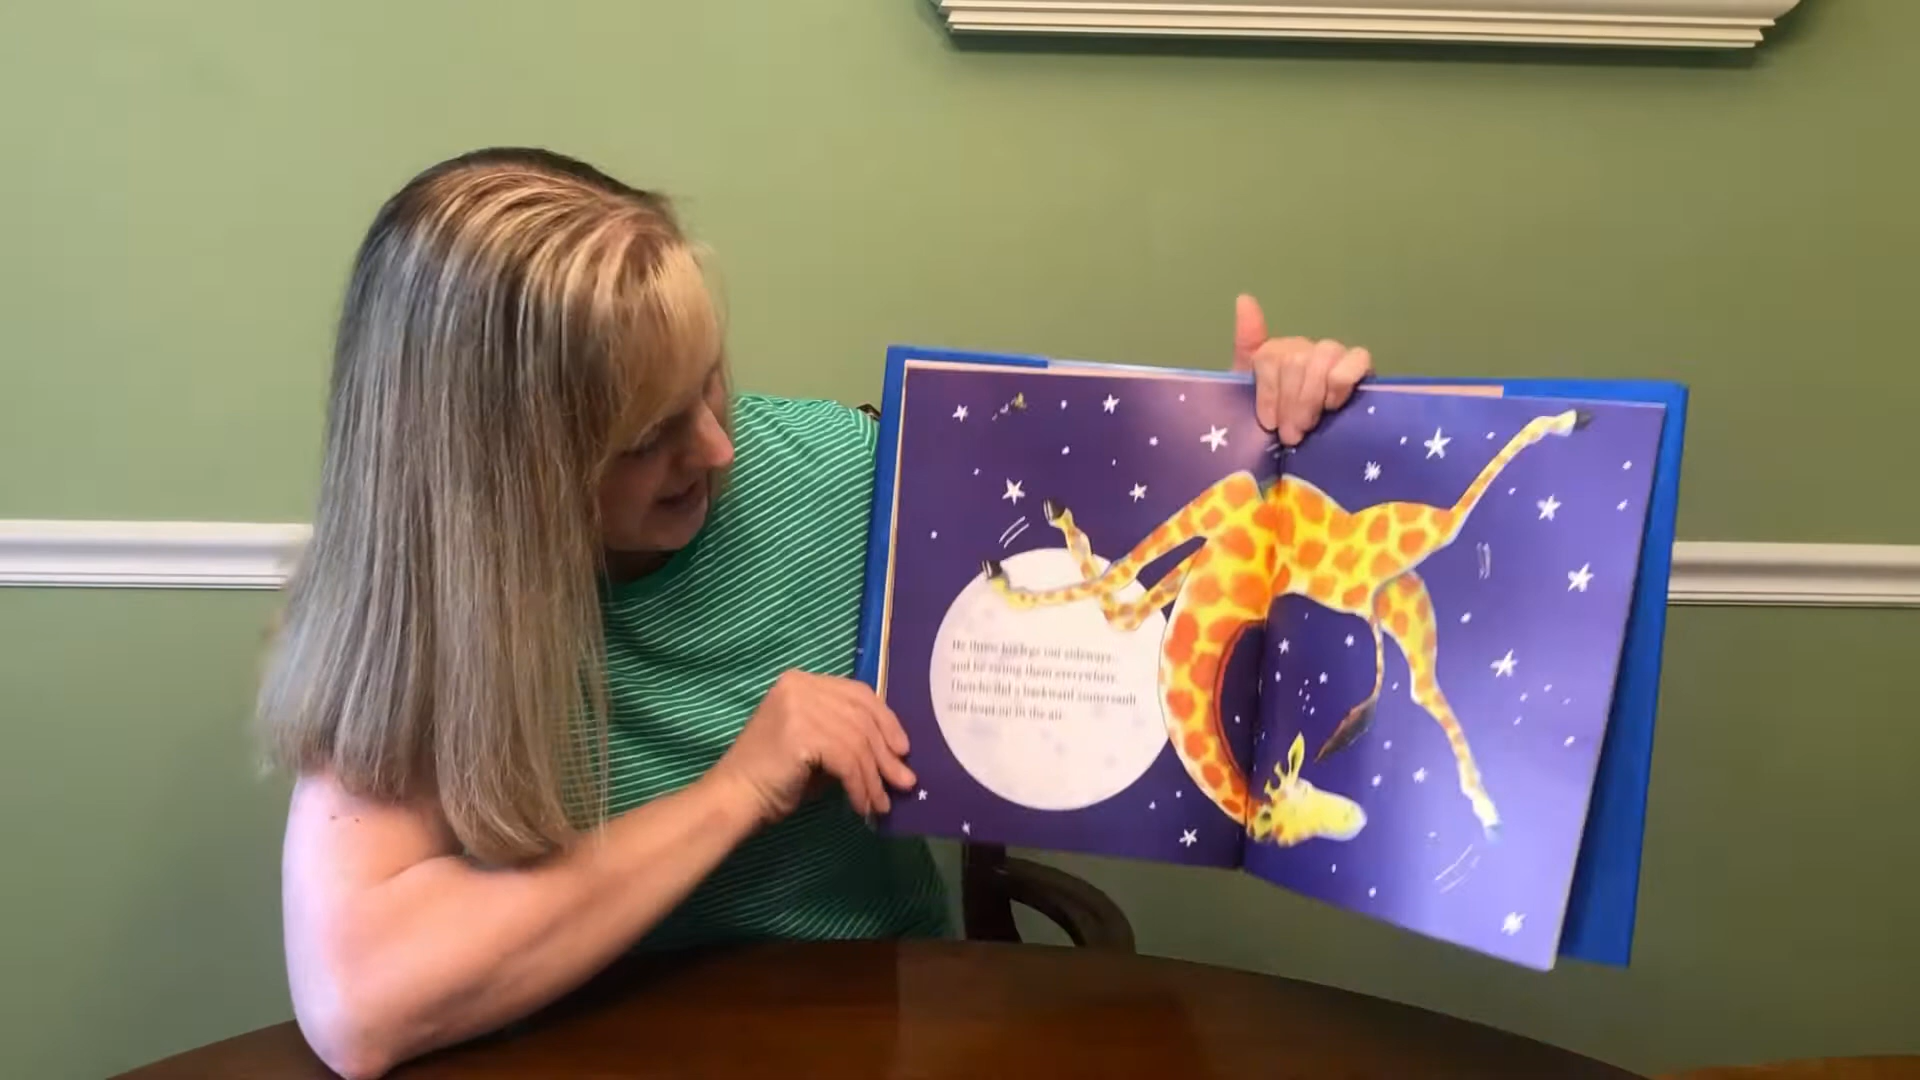 He threw his legs out sideways
and he swung them everywhere.
Then he did a backward somersault
and leapt up in the air.